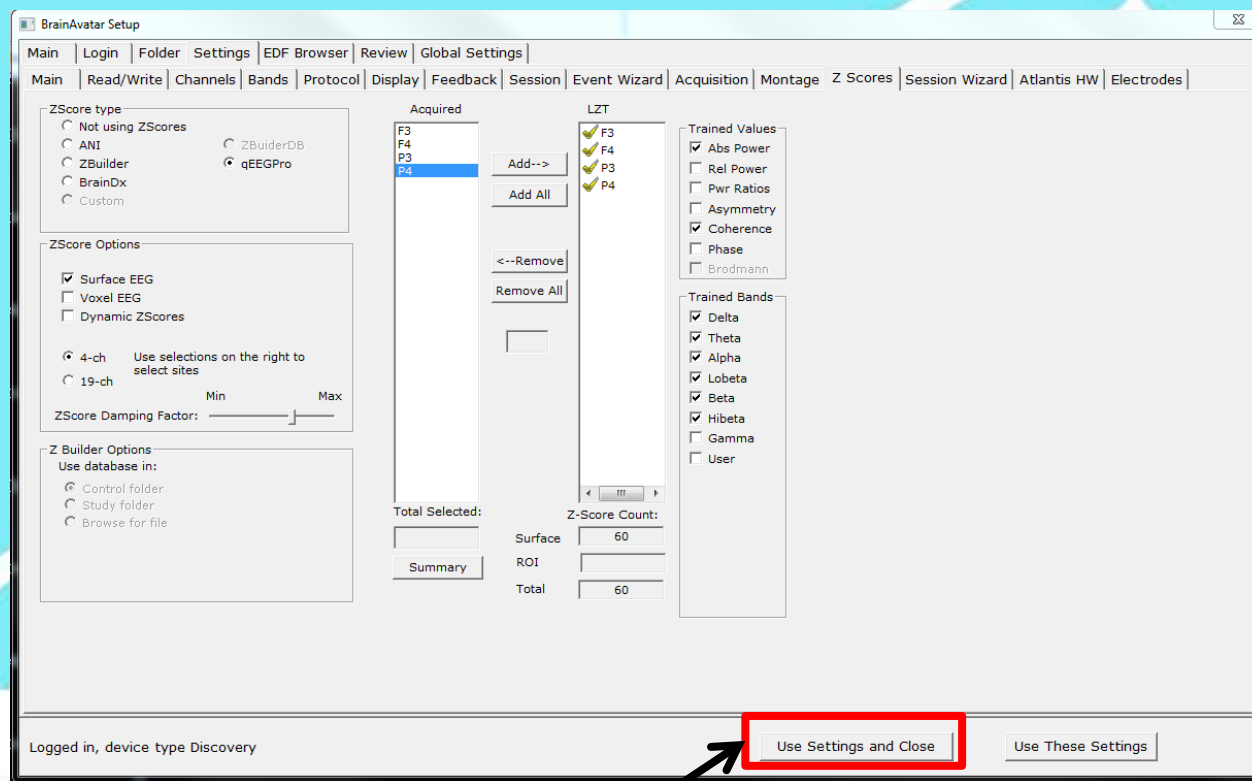 BrainAvatar Setup
Main Login Folder Settings EDF Browser Review Global Settings
Main Read/Write Channels Bands Protocol Display Feedback Session Event Wizard Acquisition Montage Z Scores Session Wizard Atlantis HW Electrodes
ZScore type
Not using ZScores
ANI ZBuiderDB
ZBuilder qEEGPro
BrainDx
Custom
ZScore Options
Surface EEG
Voxel EEG
Dynamic ZScores
4-ch Use selections on the right to
select sites
19-ch
Min Max
ZScore Damping Factor:
Z Builder Options
Use database in:
Control folder
Study folder
Browse for file
Acquired
F3
F4
P3
P4
Total Selected:
Summary
Add-->
Add All
<--Remove
Remove All
LZT
F3
F4
P3
P4
Z-Score Count:
Surface 60
ROI
Total 60
Trained Values
Abs Power
Rel Power
Pwr Ratios
Asymmetry
Coherence
Phase
Brodmann
Trained Bands
Delta
Theta
Alpha
Lobeta
Beta
Hibeta
Gamma
User
Logged in, device type Discovery
Use Settings and Close
Use These Settings